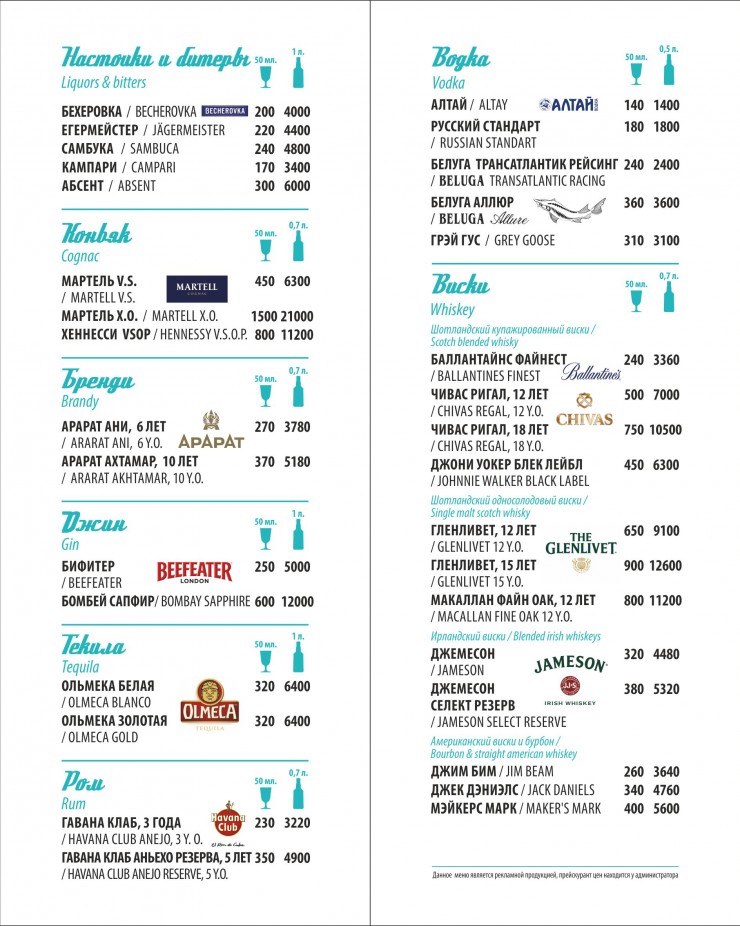 Настойки и битеры 50 мл. 1 л.
Liquors & bitters
БЕХЕРОВКА / BECHEROVKA BECHEROVKA 200 4000
ЕГЕРМЕЙСТЕР / JÄGERMEISTER 220 4400
САМБУКА / SAMBUCA 240 4800
КАМПАРИ / CAMPARI 170 3400
АБСЕНТ / ABSENT 300 6000
Коньяк 50 мл. 0,7 л.
Cognac
МАРТЕЛЬ V.S. MARTELL COGNAC 450 6300
/ MARTELL V.S.
МАРТЕЛЬ X.O. / MARTELL X.O. 1500 21000
ХЕННЕССИ VSOP / HENNESSY V.S.O.P. 800 11200
Бренди 50 мл. 0,7 л.
Brandy
АРАРАТ АНИ, 6 ЛЕТ АРАРАТ 270 3780
/ ARARAT ANI, 6 Y.O.
АРАРАТ АХТАМАР, 10 ЛЕТ 370 5180
/ ARARAT AKHTAMAR, 10 Y.O.
Джин 50 мл. 1 л.
Gin
БИФИТЕР BEEFEATER LONDON 250 5000
/ BEEFEATER
БОМБЕЙ САПФИР/ BOMBAY SAPPHIRE 600 12000
Текила 50 мл. 1 л.
Tequila
ОЛЬМЕКА БЕЛАЯ 320 6400
/ OLMECA BLANCO OLMECA TEQUILA
ОЛЬМЕКА ЗОЛОТАЯ 320 6400
/ OLMECA GOLD
Ром 50 мл. 0,7 л.
Rum
ГАВАНА КЛАБ, 3 ГОДА Havana Club 230 3220
/ HAVANA CLUB ANEJO, 3 Y. O. El Ron de Cuba
ГАВАНА КЛАБ АНЬЕХО РЕЗЕРВА, 5 ЛЕТ 350 4900
/ HAVANA CLUB ANEJO RESERVE, 5 Y.O.
Водка 50 мл. 0,5 л.
Vodka
АЛТАЙ / ALTAY АЛТАЙ 140 1400
РУССКИЙ СТАНДАРТ 180 1800
/ RUSSIAN STANDART
БЕЛУГА ТРАНСАТЛАНТИК РЕЙСИНГ 240 2400
/ BELUGA TRANSATLANTIC RACING
БЕЛУГА АЛЛЮР 360 3600
/ BELUGA Allure
ГРЭЙ ГУС / GREY GOOSE 310 3100
Виски 50 мл. 0,7 л.
Whiskey
Шотландский купажированный виски /
Scotch blended whisky
БАЛЛАНТАЙНС ФАЙНЕСТ 240 3360
/ BALLANTINES FINEST Ballantine's
ЧИВАС РИГАЛ, 12 ЛЕТ 500 7000
/ CHIVAS REGAL, 12 Y.O. CHIVAS
ЧИВАС РИГАЛ, 18 ЛЕТ 750 10500
/ CHIVAS REGAL, 18 Y.O.
ДЖОНИ УОКЕР БЛЕК ЛЕЙБЛ 450 6300
/ JOHNNIE WALKER BLACK LABEL
Шотландский односолодовый виски /
Single malt scotch whisky
ГЛЕНЛИВЕТ, 12 ЛЕТ 650 9100
/ GLENLIVET 12 Y.O. THE GLENLIVET.
ГЛЕНЛИВЕТ, 15 ЛЕТ 900 12600
/ GLENLIVET 15 Y.O.
МАКАЛЛАН ФАЙН ОАК, 12 ЛЕТ 800 11200
/ MACALLAN FINE OAK 12 Y.O.
Ирландский виски / Blended irish whiskeys
ДЖЕМЕСОН 320 4480
/ JAMESON JAMESON
ДЖЕМЕСОН JJ&S 380 5320
СЕЛЕКТ РЕЗЕРВ IRISH WHISKEY
/ JAMESON SELECT RESERVE
Американский виски и бурбон /
Bourbon & straight american whiskey
ДЖИМ БИМ / JIM BEAM 260 3640
ДЖЕК ДЭНИЭЛС / JACK DANIELS 340 4760
МЭЙКЕРС МАРК / MAKER'S MARK 400 5600
Данное меню является рекламной продукцией, прейскурант цен находится у администратора